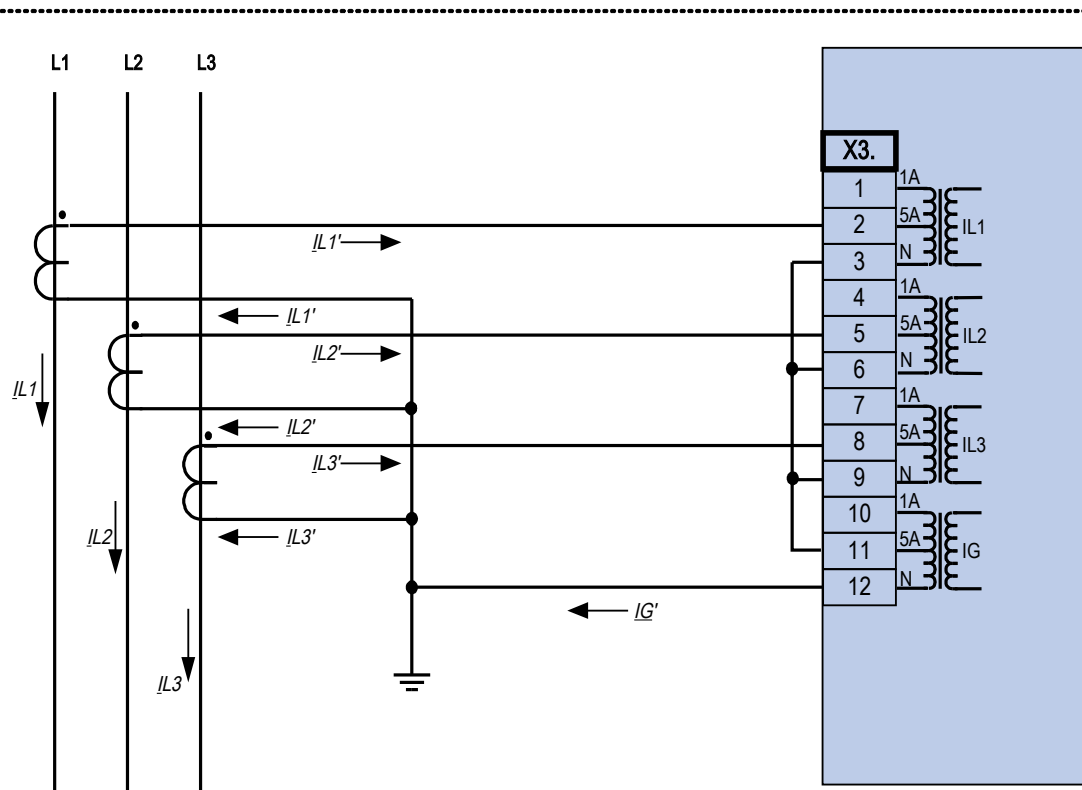 L1 L2 L3
X3.
1 1A
2 5A IL1
3 N
IL1'
4 1A
IL1'
5 5A IL2
IL2'
6 N
IL1
7 1A
IL2'
8 5A IL3
IL3'
9 N
10 1A
IL2
IL3'
11 5A IG
12 N
IG'
IL3